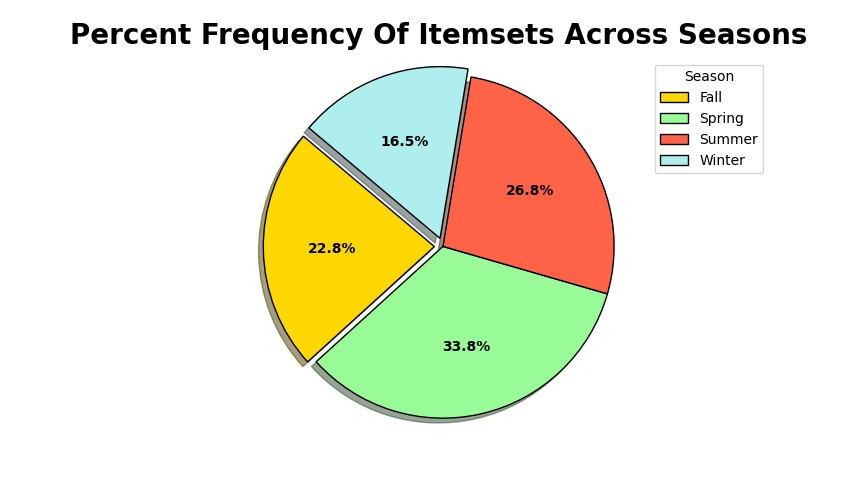 Percent Frequency Of Itemsets Across Seasons
Season
Fall
Spring
Summer
Winter
16.5%
26.8%
22.8%
33.8%